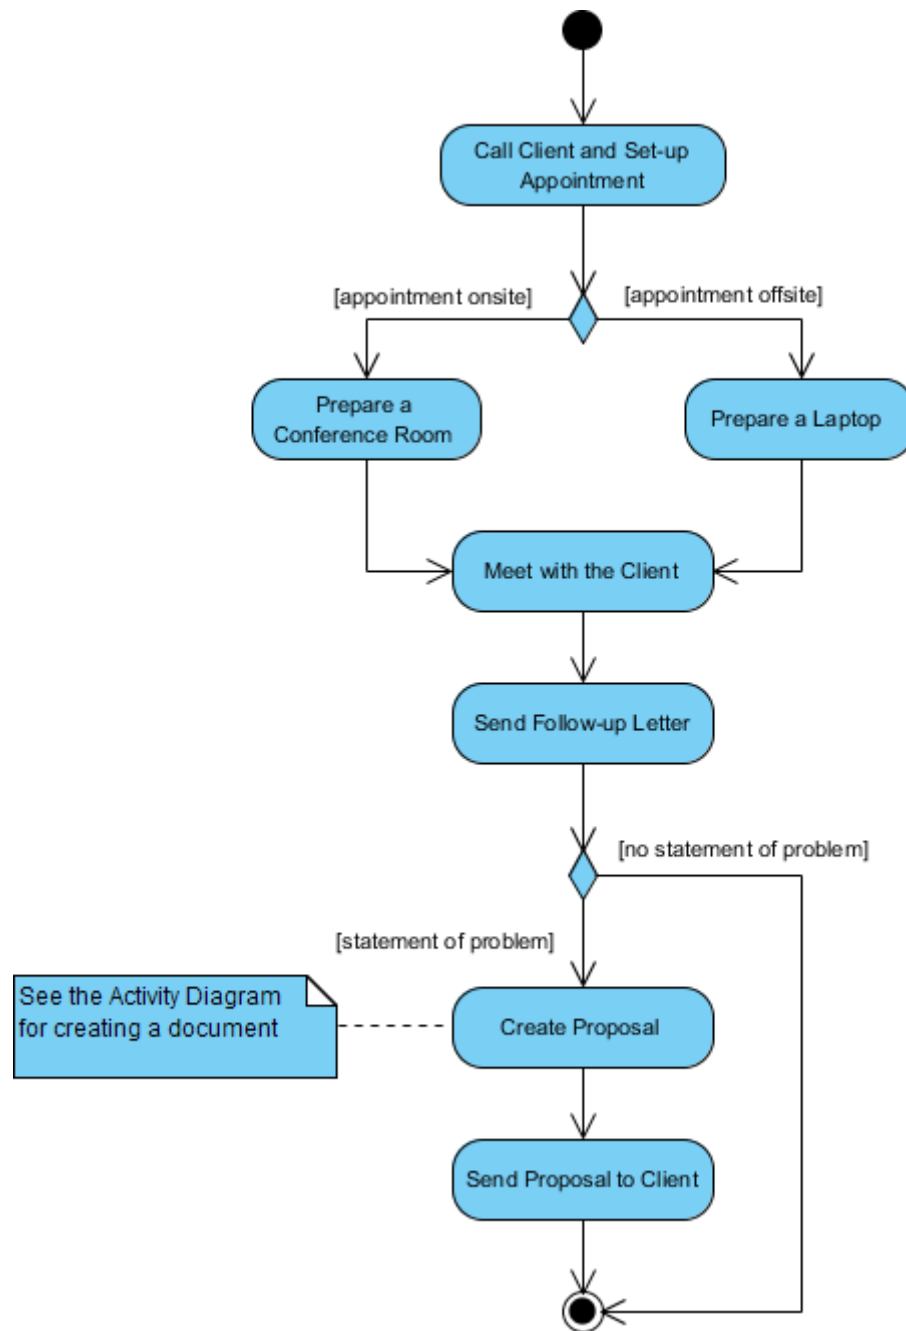 Call Client and Set-up
Appointment
[appointment onsite]
[appointment offsite]
Prepare a
Conference Room
Prepare a Laptop
Meet with the Client
Send Follow-up Letter
[no statement of problem]
[statement of problem]
See the Activity Diagram
for creating a document
Create Proposal
Send Proposal to Client